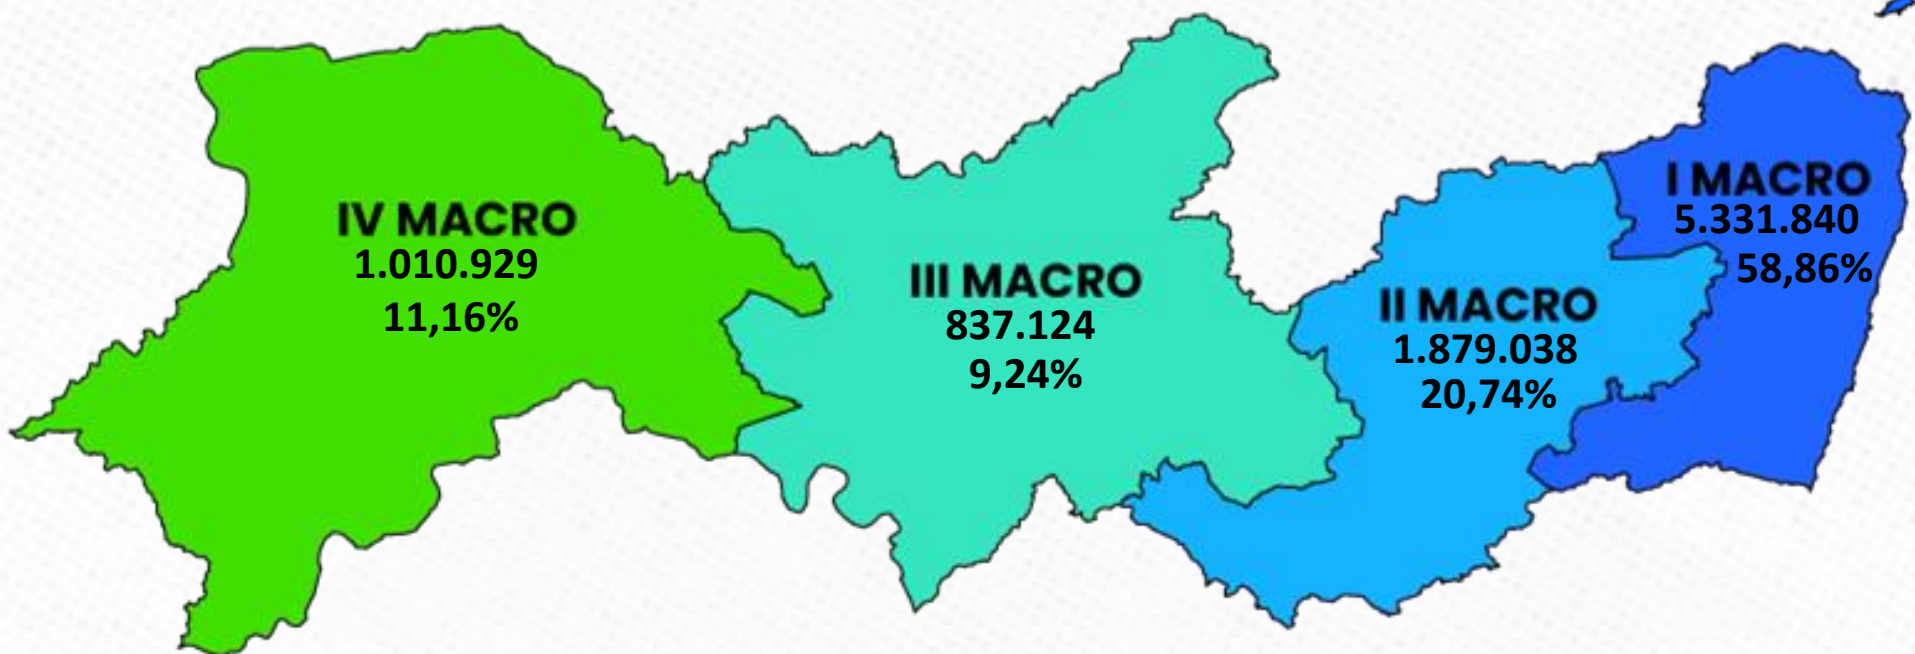 IV MACRO
1.010.929
11,16%
III MACRO
837.124
9,24%
II MACRO
1.879.038
20,74%
I MACRO
5.331.840
58,86%